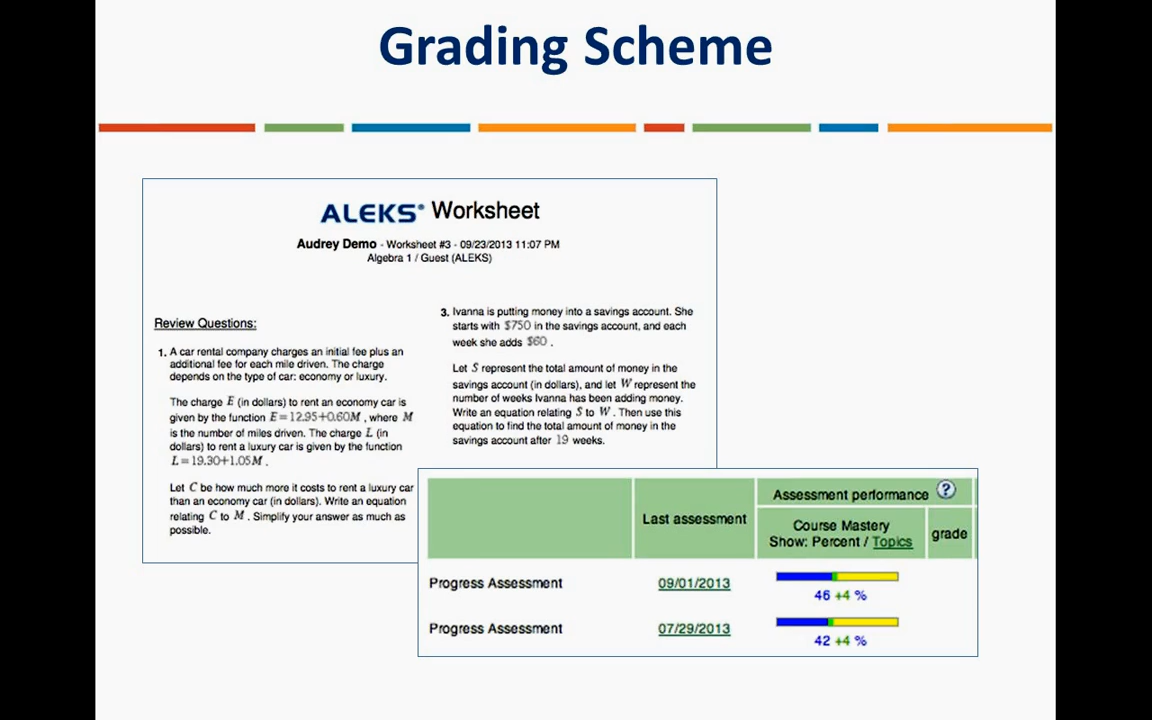 Grading Scheme
ALEKS® Worksheet
Audrey Demo - Worksheet #3 - 09/23/2013 11:07 PM
Algebra 1 / Guest (ALEKS)
Review Questions:
1. A car rental company charges an initial fee plus an
additional fee for each mile driven. The charge
depends on the type of car: economy or luxury.
The charge E (in dollars) to rent an economy car is
given by the function E=12.95+0.60M, where M
is the number of miles driven. The charge L (in
dollars) to rent a luxury car is given by the function
L=19.30+1.05M.
Let C be how much more it costs to rent a luxury car
than an economy car (in dollars). Write an equation
relating C to M. Simplify your answer as much as
possible.
3. Ivanna is putting money into a savings account. She
starts with $750 in the savings account, and each
week she adds $60.
Let S represent the total amount of money in the
savings account (in dollars), and let W represent the
number of weeks Ivanna has been adding money.
Write an equation relating S to W. Then use this
equation to find the total amount of money in the
savings account after 19 weeks.
Last assessment
Assessment performance ?
Course Mastery
Show: Percent / Topics
grade
Progress Assessment 09/01/2013 46 +4 %
Progress Assessment 07/29/2013 42 +4 %